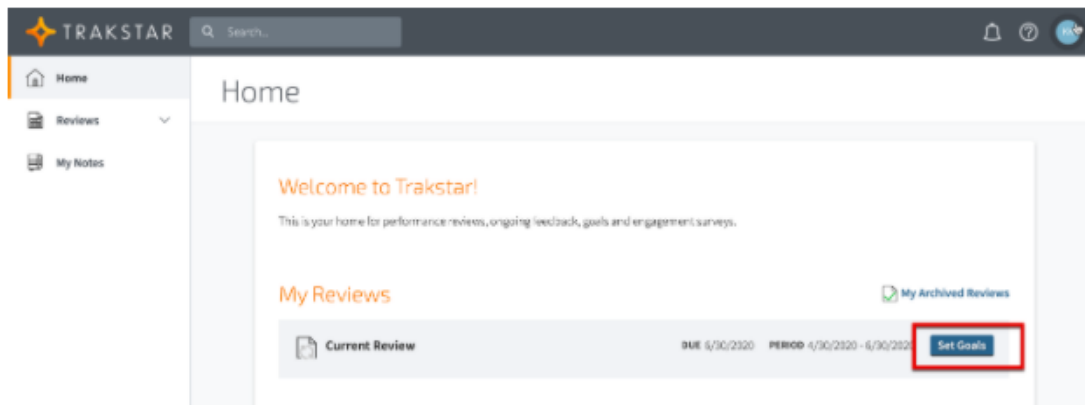 TRAKSTAR
Search..
Home
Reviews
My Notes
Home
Welcome to Trakstar!
This is your home for performance reviews, ongoing feedback, goals and engagement surveys.
My Reviews
My Archived Reviews
Current Review DUE 6/30/2020 PERIOD 4/30/2020 - 6/30/2020 Set Goals